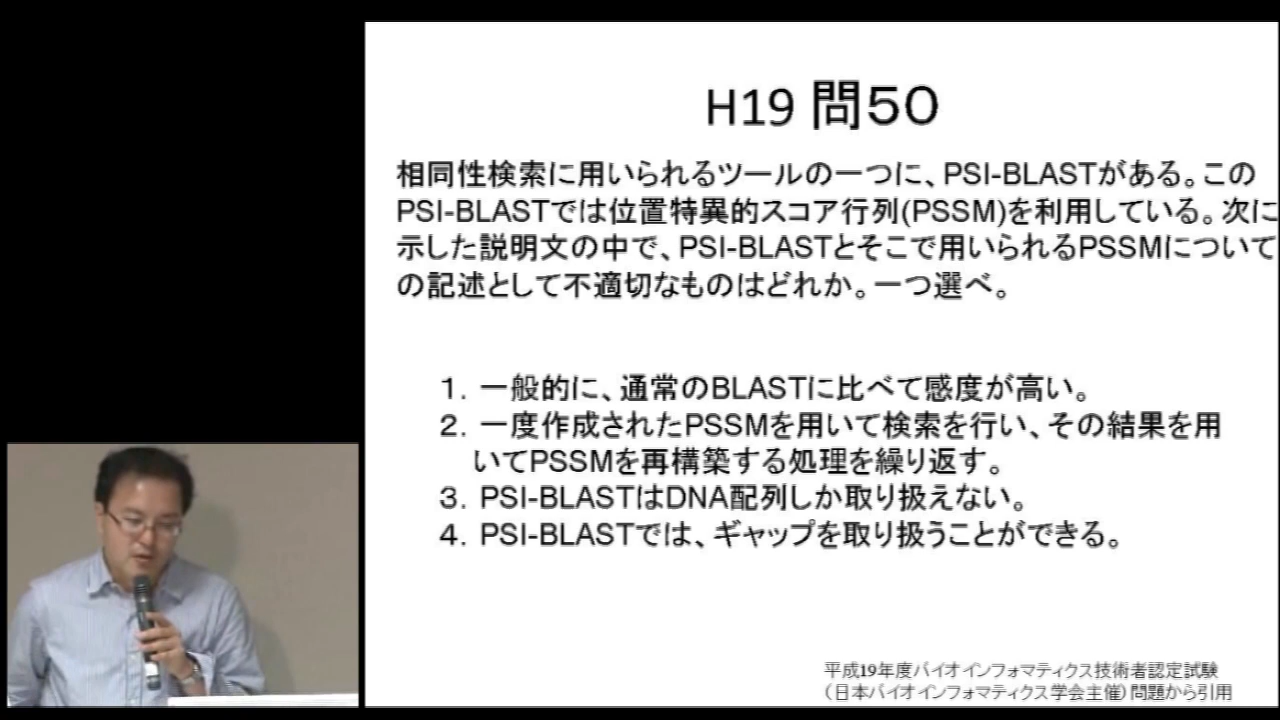 H19 問５０
相同性検索に用いられるツールの一つに、PSI-BLASTがある。この
PSI-BLASTでは位置特異的スコア行列(PSSM)を利用している。次に
示した説明文の中で、PSI-BLASTとそこで用いられるPSSMについて
の記述として不適切なものはどれか。一つ選べ。
１．一般的に、通常のBLASTに比べて感度が高い。
２．一度作成されたPSSMを用いて検索を行い、その結果を用
いてPSSMを再構築する処理を繰り返す。
３．PSI-BLASTはDNA配列しか取り扱えない。
４．PSI-BLASTでは、ギャップを取り扱うことができる。
平成19年度バイオインフォマティクス技術者認定試験
（日本バイオインフォマティクス学会主催）問題から引用